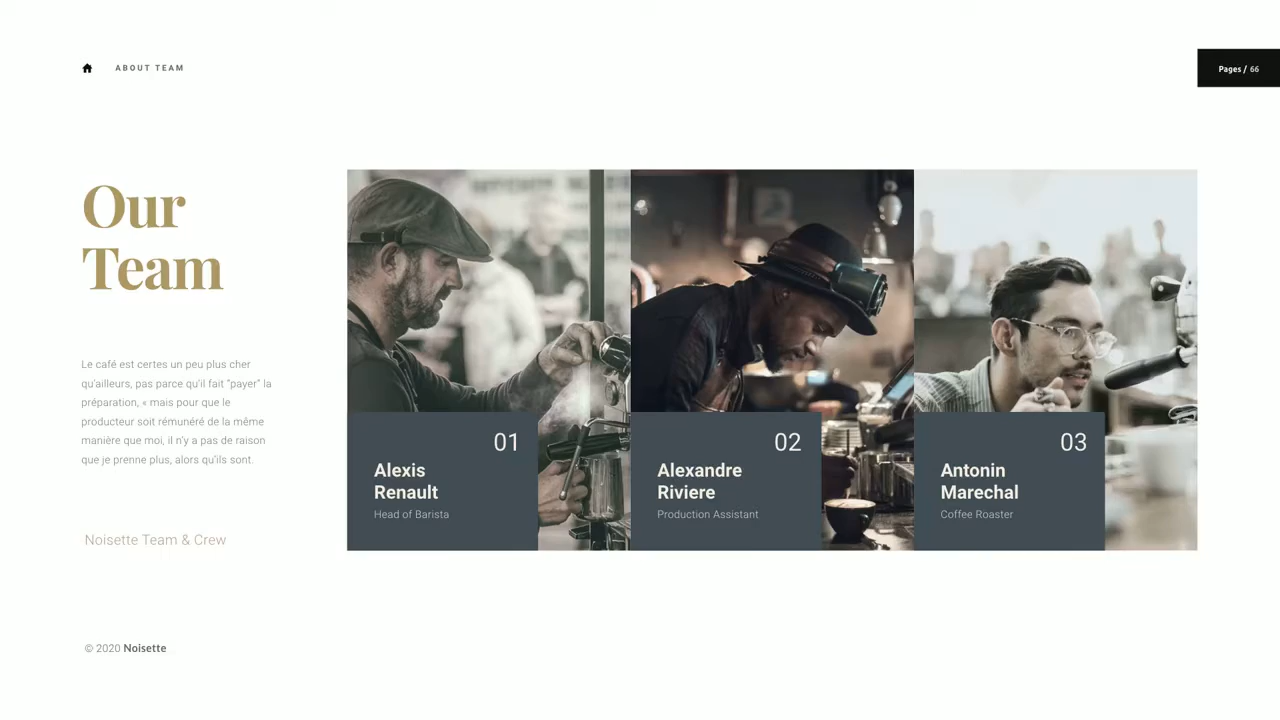 ABOUT TEAM
Pages / 66
Our
Team
Le café est certes un peu plus cher
qu'ailleurs, pas parce qu'il fait "payer" la
préparation, « mais pour que le
producteur soit rémunéré de la même
manière que moi, il n'y a pas de raison
que je prenne plus, alors qu'ils sont.
Noisette Team & Crew
01
Alexis
Renault
Head of Barista
02
Alexandre
Riviere
Production Assistant
03
Antonin
Marechal
Coffee Roaster
© 2020 Noisette